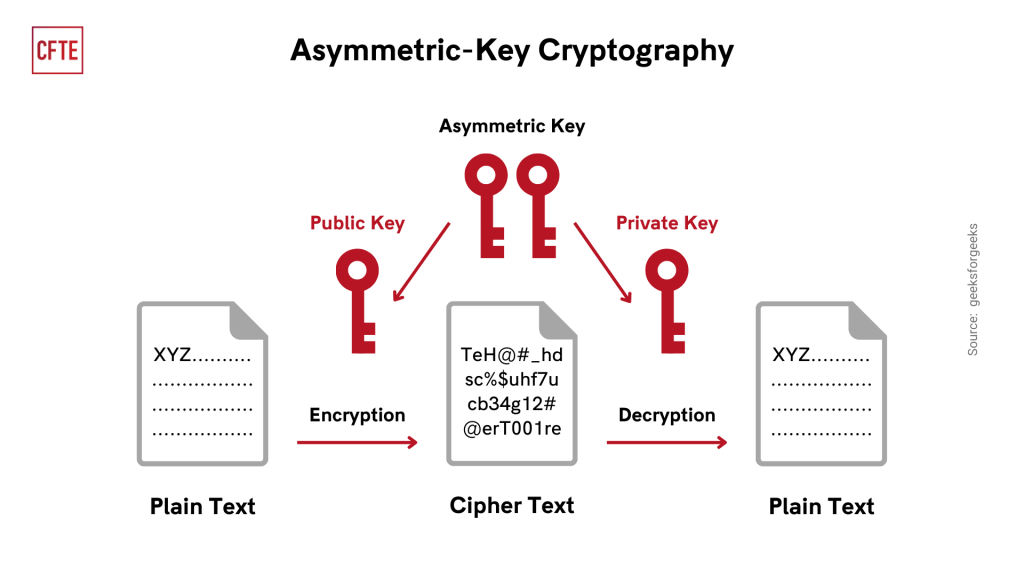 CFTE
Asymmetric-Key Cryptography
Asymmetric Key
Public Key
Private Key
XYZ..........
.................
.................
.................
Encryption
TeH@#_hd
sc%$uhf7u
cb34g12#
@erT001re
Decryption
XYZ..........
.................
.................
.................
Plain Text
Cipher Text
Plain Text
Source: geeksforgeeks